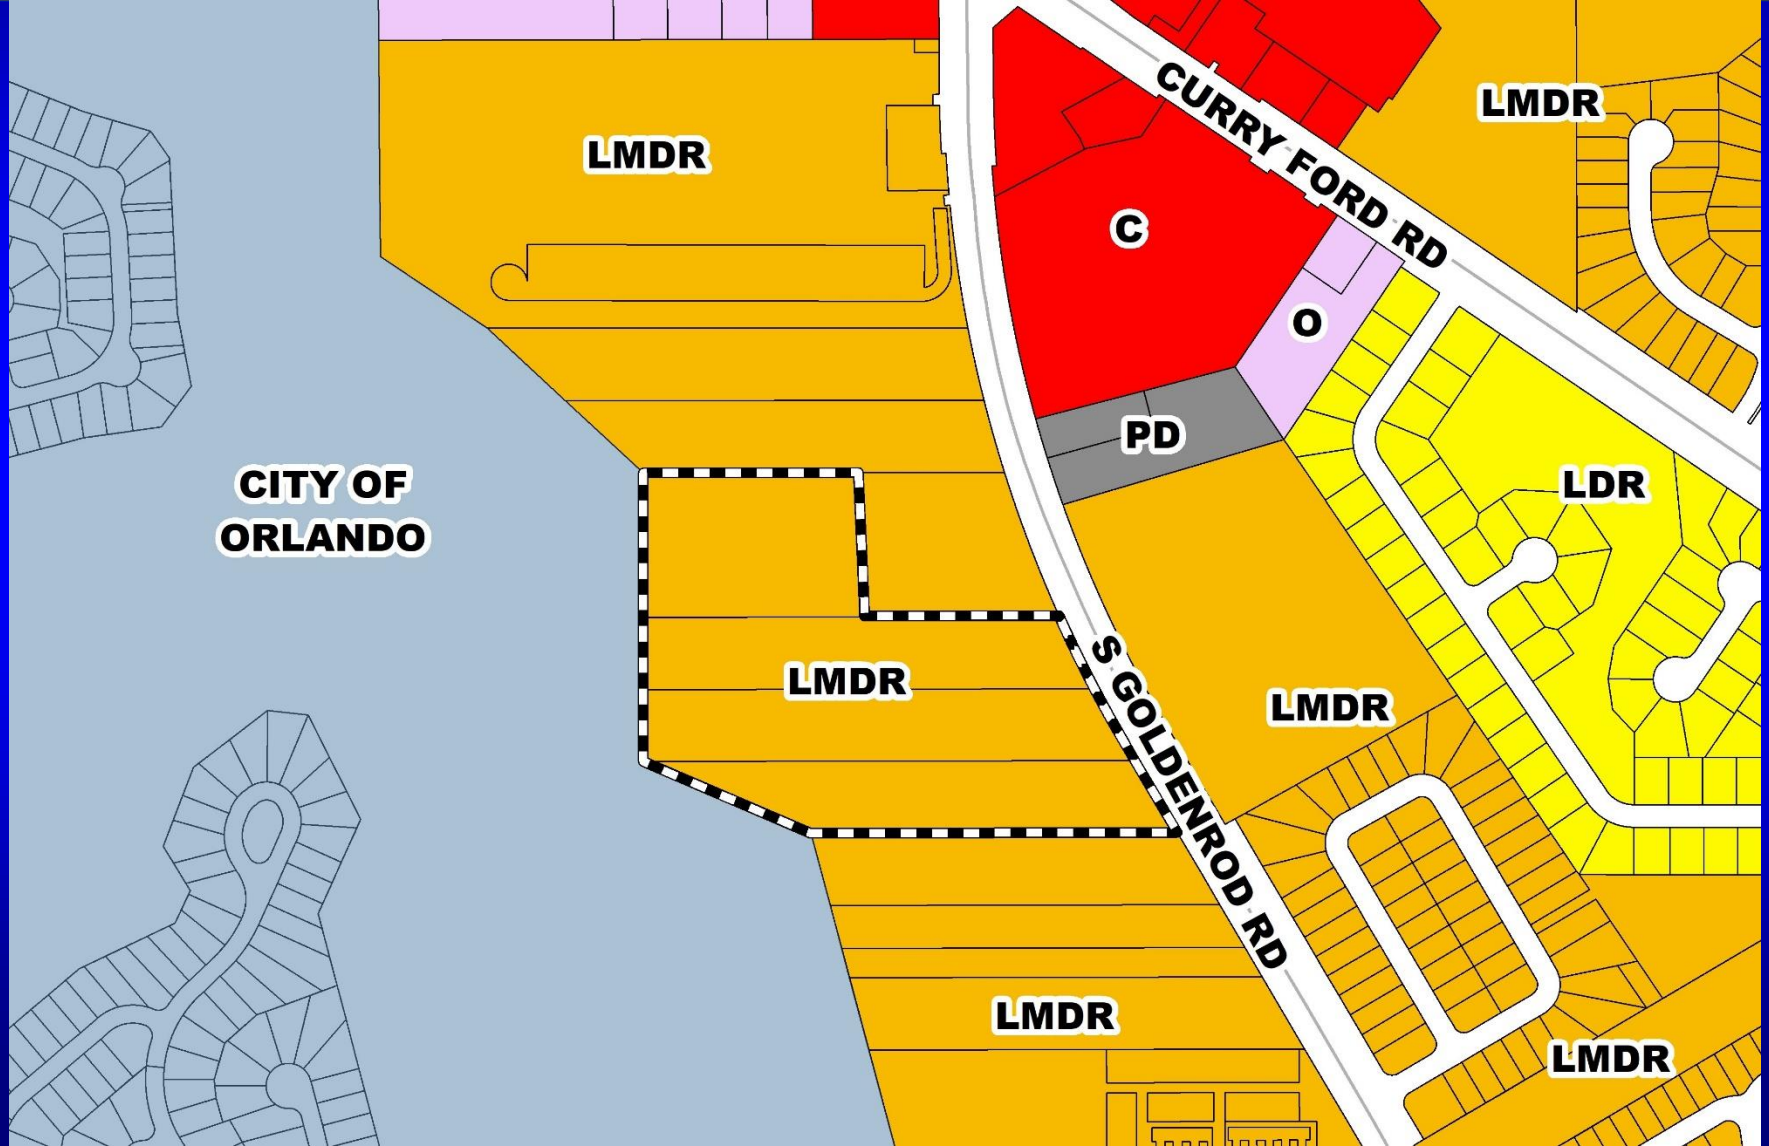 LMDR
LMDR
CURRY FORD RD
C
O
PD
CITY OF
ORLANDO
LDR
LMDR
S GOLDENROD RD
LMDR
LMDR
LMDR